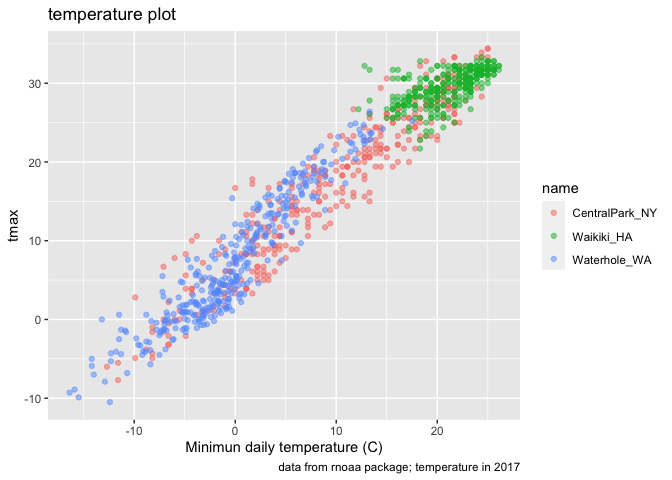 temperature plot
30
20
10
0
-10
tmax
-10
0
10
20
Minimun daily temperature (C)
data from rnoaa package; temperature in 2017
name
CentralPark_NY
Waikiki_HA
Waterhole_WA